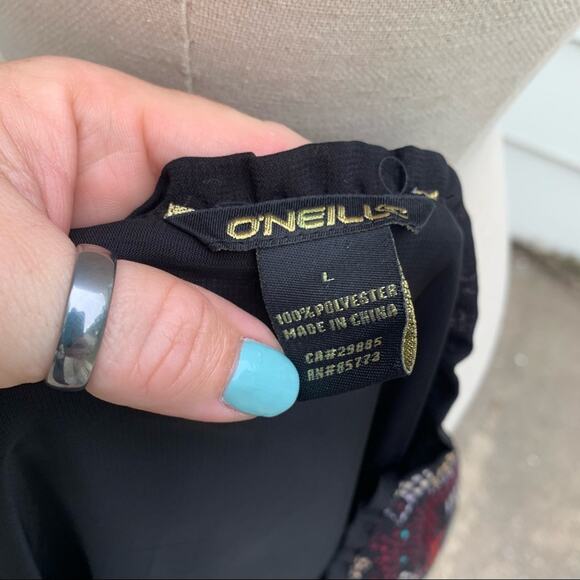 O'NEILL
L
100% POLYESTER
MADE IN CHINA
CA#29885
RN#85773